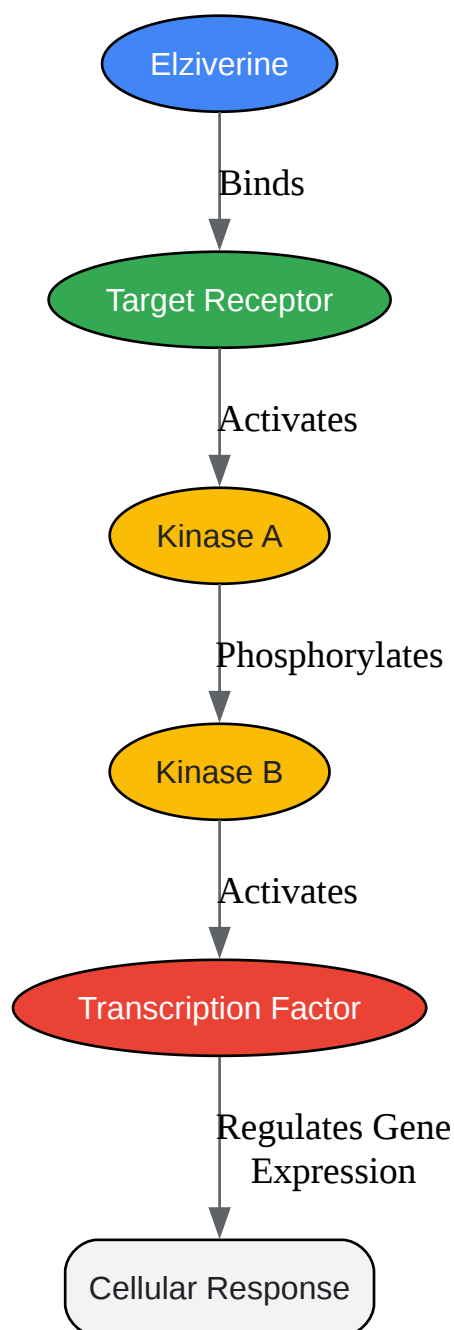 Elziverine
Binds
Target Receptor
Activates
Kinase A
Phosphorylates
Kinase B
Activates
Transcription Factor
Regulates Gene
Expression
Cellular Response